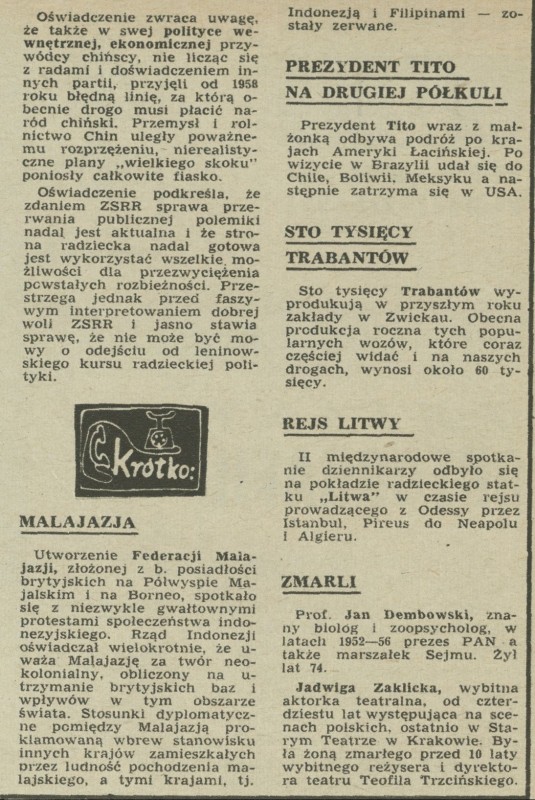 Oświadczenie zwraca uwagę,
że także w swej polityce we-
wnętrznej, ekonomicznej przy-
wódcy chińscy, nie licząc się
z radami i doświadczeniem in-
nych partii, przyjęli od 1958
roku błędną linię, za którą o-
becnie drogo musi płacić na-
ród chiński. Przemysł i rol-
nictwo Chin uległy poważne-
mu rozprzężeniu, nierealisty-
czne plany „wielkiego skoku”
poniosły całkowite fiasko.
Oświadczenie podkreśla, że
zdaniem ZSRR sprawa prze-
rwania publicznej polemiki
nadal jest aktualna i że stro-
na radziecka nadal gotowa
jest wykorzystać wszelkie mo-
żliwości dla przezwyciężenia
powstałych rozbieżności. Prze-
strzega jednak przed faszy-
wym interpretowaniem dobrej
woli ZSRR i jasno stawia
sprawę, że nie może być mo-
wy o odejściu od leninow-
skiego kursu radzieckiej poli-
tyki.
Krótko:
MALAJAZJA
Utworzenie Federacji Mala-
jazji, złożonej z b. posiadłości
brytyjskich na Półwyspie Ma-
jalskim i na Borneo, spotkało
się z niezwykle gwałtownymi
protestami społeczeństwa indo-
nezyjskiego. Rząd Indonezji
oświadczał wielokrotnie, że u-
waża Malajazję za twór neo-
kolonialny, obliczony na u-
trzymanie brytyjskich baz i
wpływów w tym obszarze
świata. Stosunki dyplomatycz-
ne pomiędzy Malajazją pro-
klamowaną wbrew stanowisku
innych krajów zamieszkałych
przez ludność pochodzenia ma-
lajskiego, a tymi krajami, tj.
Indonezją i Filipinami — zo-
stały zerwane.
PREZYDENT TITO
NA DRUGIEJ PÓŁKULI
Prezydent Tito wraz z mał-
żonką odbywa podróż po kra-
jach Ameryki Łacińskiej. Po
wizycie w Brazylii udał się do
Chile, Boliwii, Meksyku a na-
stępnie zatrzyma się w USA.
STO TYSIĘCY
TRABANTÓW
Sto tysięcy Trabantów wy-
produkują w przyszłym roku
zakłady w Zwickau. Obecna
produkcja roczna tych popu-
larnych wozów, które coraz
częściej widać i na naszych
drogach, wynosi około 60 ty-
sięcy.
REJS LITWY
II międzynarodowe spotka-
nie dziennikarzy odbyło się
na pokładzie radzieckiego stat-
ku „Litwa” w czasie rejsu
prowadzącego z Odessy przez
Istanbul, Pireus do Neapolu
i Algieru.
ZMARLI
Prof. Jan Dembowski, zna-
ny biolog i zoopsycholog, w
latach 1952—56 prezes PAN a
także marszałek Sejmu. Żył
lat 74.
Jadwiga Zaklicka, wybitna
aktorka teatralna, od czter-
dziestu lat występująca na sce-
nach polskich, ostatnio w Sta-
rym Teatrze w Krakowie. By-
ła żoną zmarłego przed 10 laty
wybitnego reżysera i dyrekto-
ra teatru Teofila Trzcińskiego.